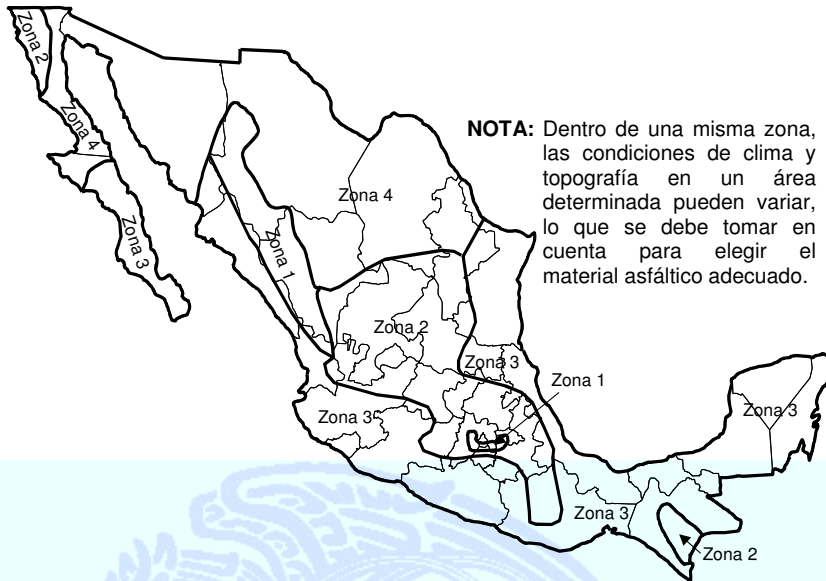 Zona 2
Zona 4
Zona 3
Zona 1
Zona 4
NOTA: Dentro de una misma zona,
las condiciones de clima y
topografía en un área
determinada pueden variar,
lo que se debe tomar en
cuenta para elegir el
material asfáltico adecuado.
Zona 2
Zona 3
Zona 1
Zona 3
Zona 3
Zona 3
Zona 2